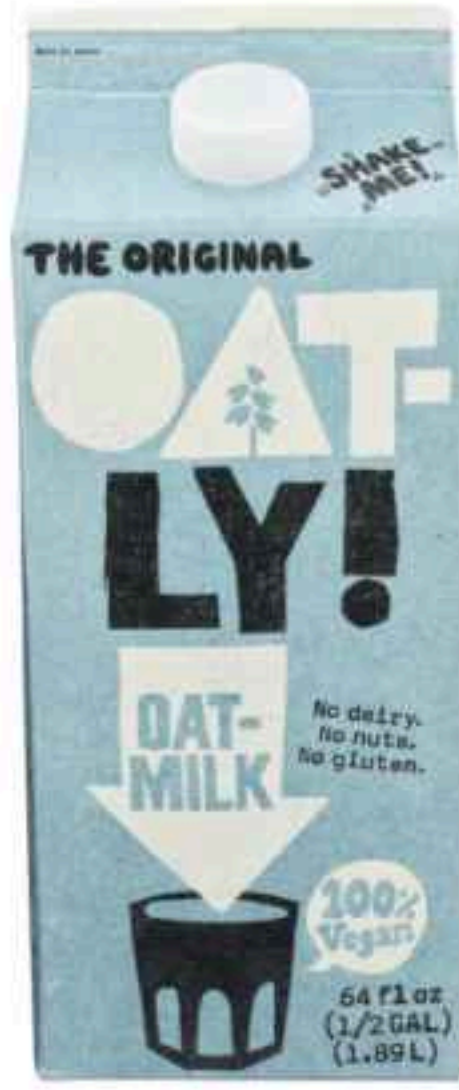 SHAKE
ME!
THE ORIGINAL
OAT-
LY!
OAT-
MILK
No dairy.
No nuts.
No gluten.
100%
Vegan
64 fl oz
(1/2 GAL)
(1.89L)